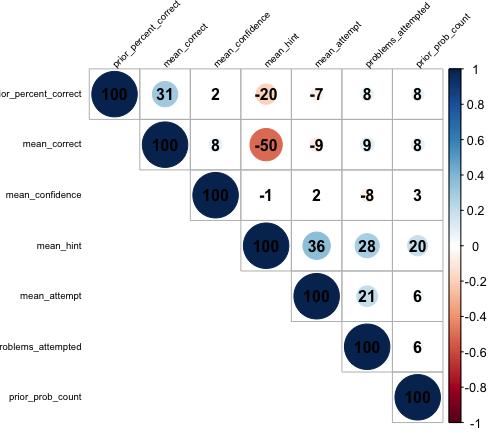 prior_percent_correct
mean_correct
mean_confidence
mean_hint
mean_attempt
problems_attempted
prior_prob_count
ior_percent_correct 100 31 2 -20 -7 8 8
mean_correct 100 8 -50 -9 9 8
mean_confidence 100 -1 2 -8 3
mean_hint 100 36 28 20
mean_attempt 100 21 6
roblems_attempted 100 6
prior_prob_count 100
1
0.8
0.6
0.4
0.2
0
-0.2
-0.4
-0.6
-0.8
-1